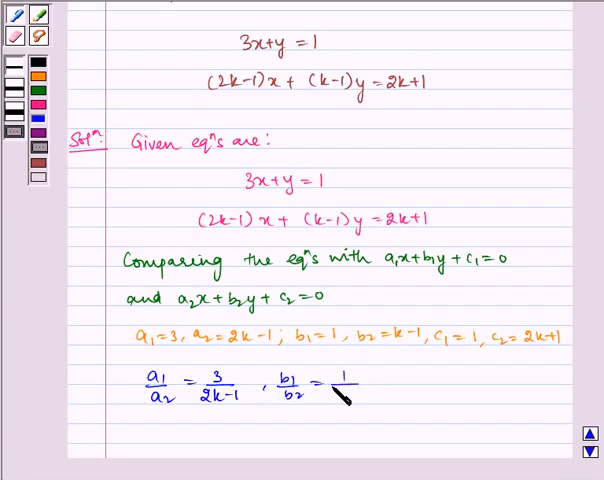 3x+y = 1
(2k-1)x + (k-1)y = 2k+1
Solⁿ: Given eqⁿs are:
3x+y = 1
(2k-1)x + (k-1)y = 2k+1
Comparing the eqⁿs with a₁x+b₁y+c₁=0
and a₂x+b₂y+c₂=0
a₁=3, a₂=2k-1; b₁=1, b₂=k-1, c₁=1, c₂=2k+1
a₁/a₂ = 3/2k-1 , b₁/b₂ = 1/